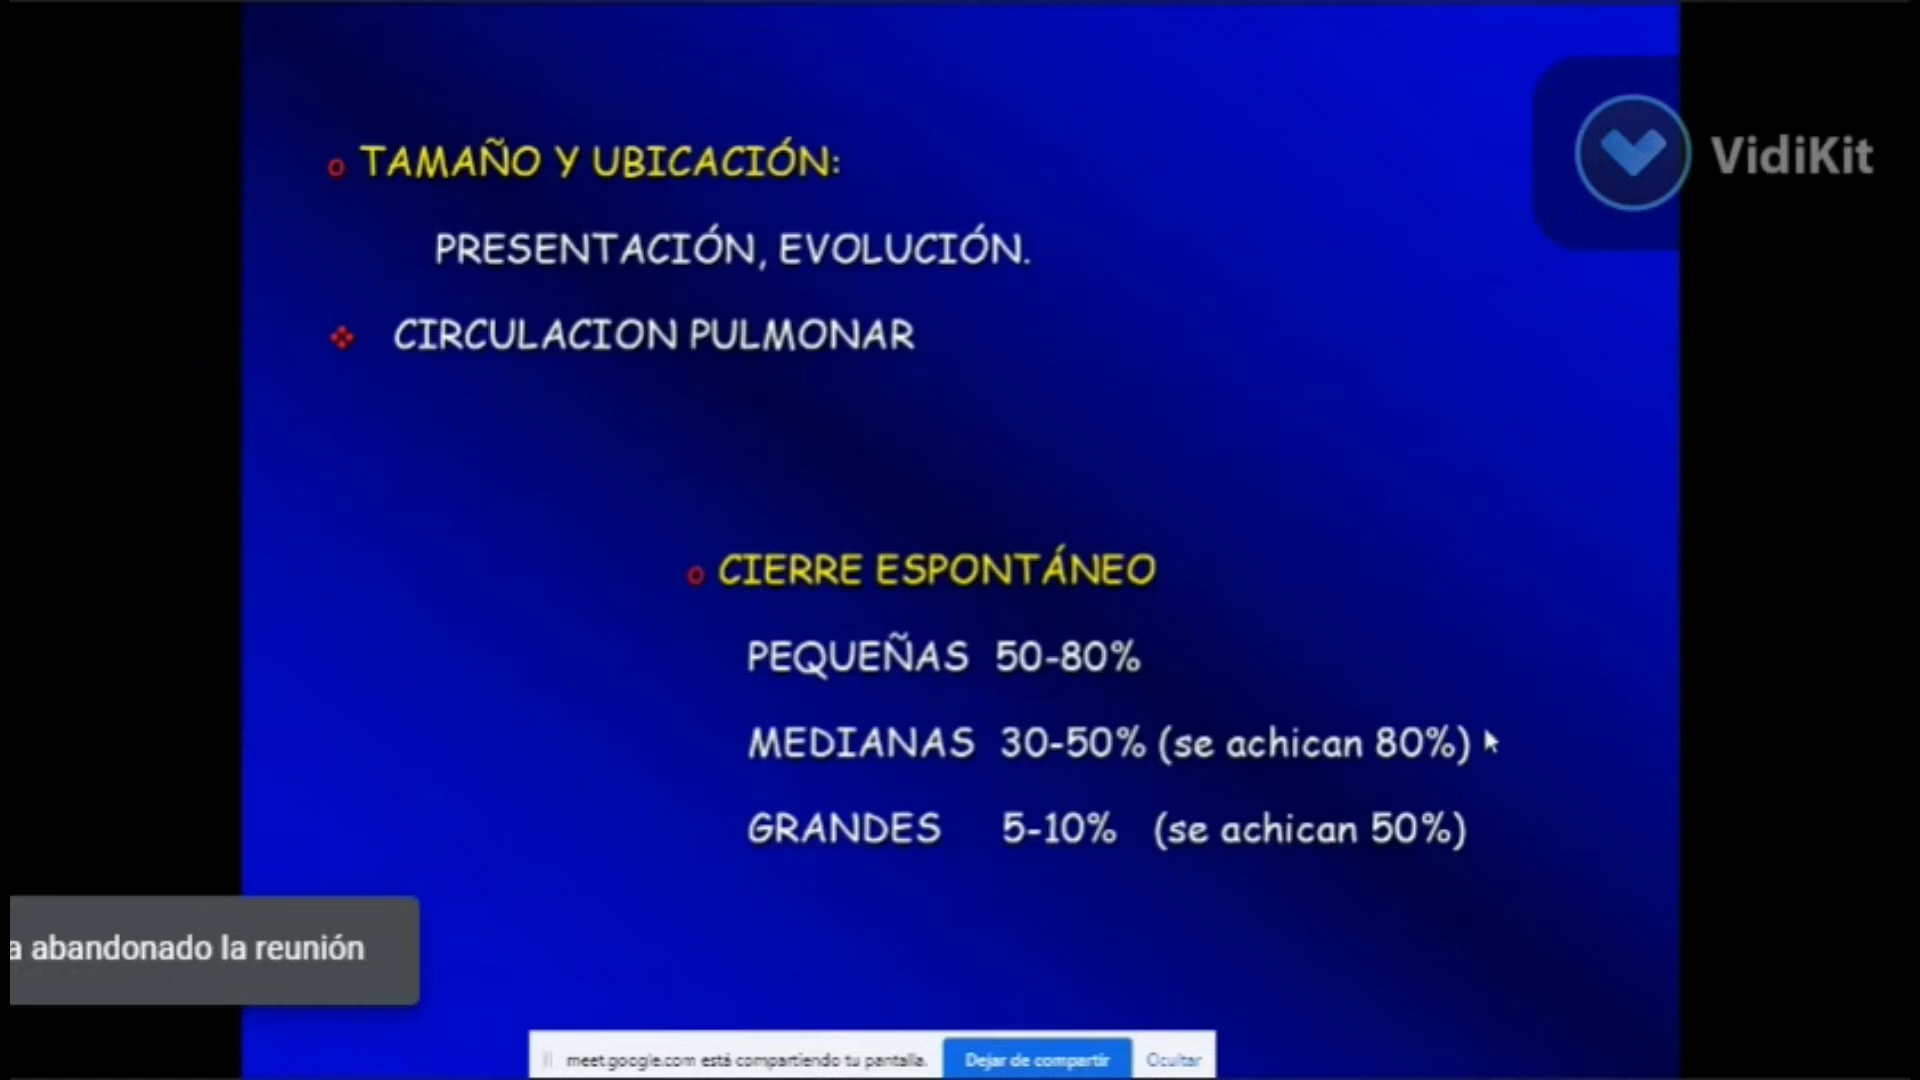 TAMAÑO Y UBICACIÓN:
VidiKit
PRESENTACIÓN, EVOLUCIÓN.
CIRCULACION PULMONAR
CIERRE ESPONTÁNEO
PEQUEÑAS 50-80%
MEDIANAS 30-50% (se achican 80%)
GRANDES 5-10% (se achican 50%)
a abandonado la reunión
meet.google.com está compartiendo tu pantalla. Dejar de compartir Ocultar